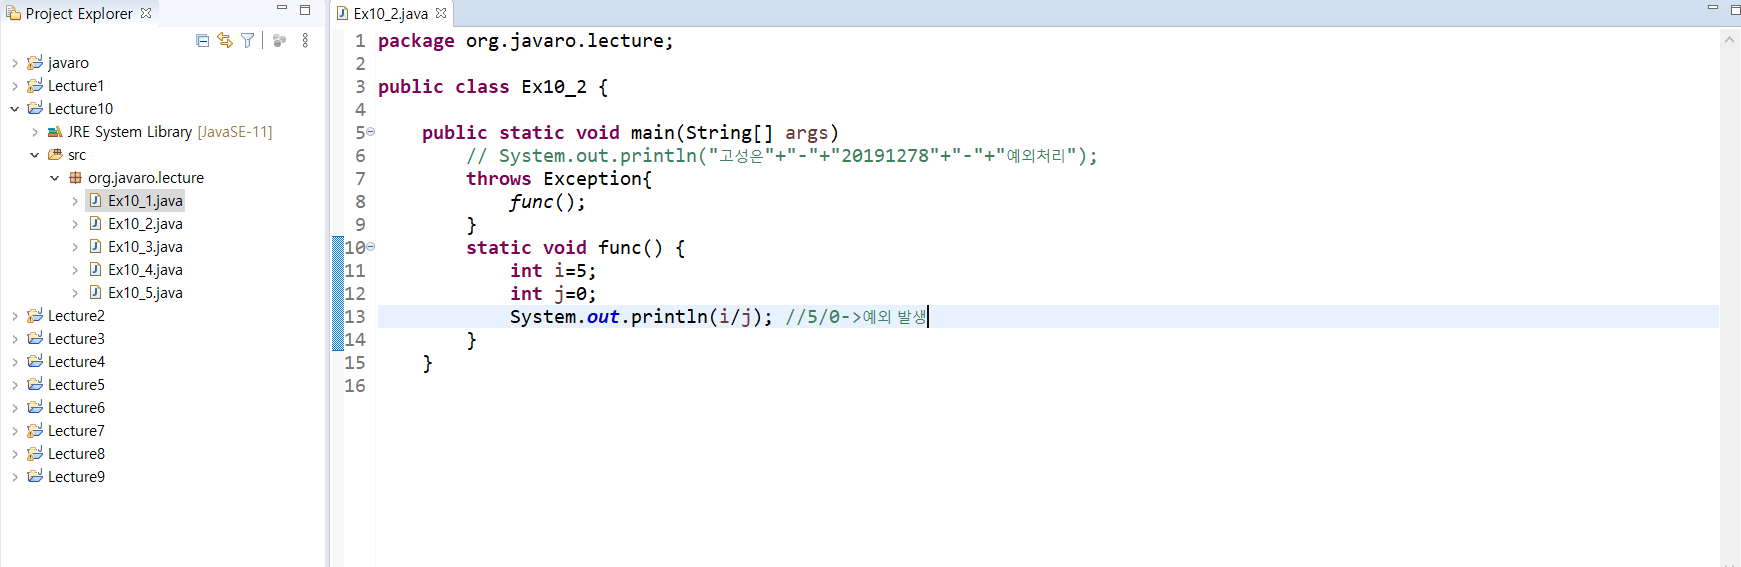 Project Explorer
javaro
Lecture1
Lecture10
JRE System Library [JavaSE-11]
src
org.javaro.lecture
Ex10_1.java
Ex10_2.java
Ex10_3.java
Ex10_4.java
Ex10_5.java
Lecture2
Lecture3
Lecture4
Lecture5
Lecture6
Lecture7
Lecture8
Lecture9
Ex10_2.java
1 package org.javaro.lecture;
2
3 public class Ex10_2 {
4
5 public static void main(String[] args)
6 // System.out.println("고성은"+"-"+"20191278"+"-"+"예외처리");
7 throws Exception{
8 func();
9 }
10 static void func() {
11 int i=5;
12 int j=0;
13 System.out.println(i/j); //5/0->예외 발생
14 }
15 }
16